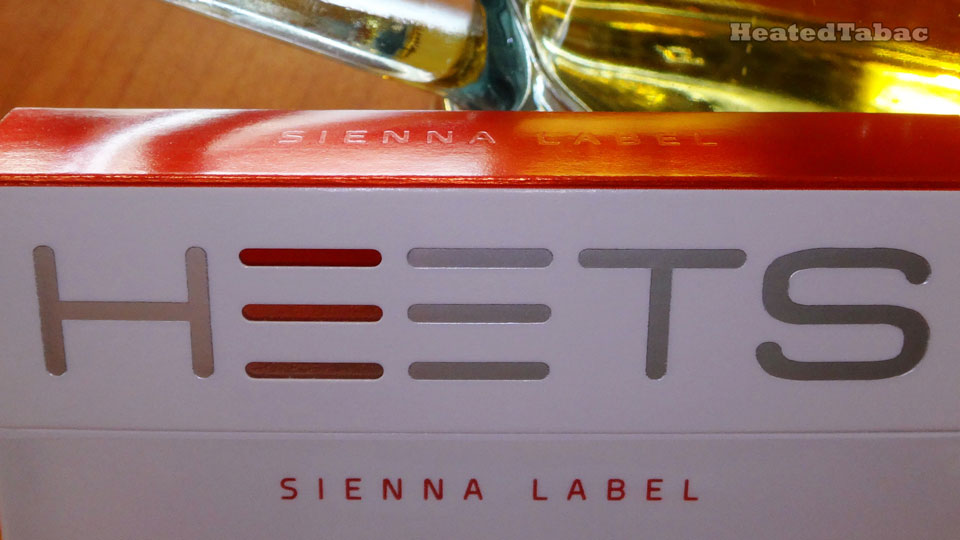 HeatedTabac
SIENNA LABEL
HEETS
SIENNA LABEL